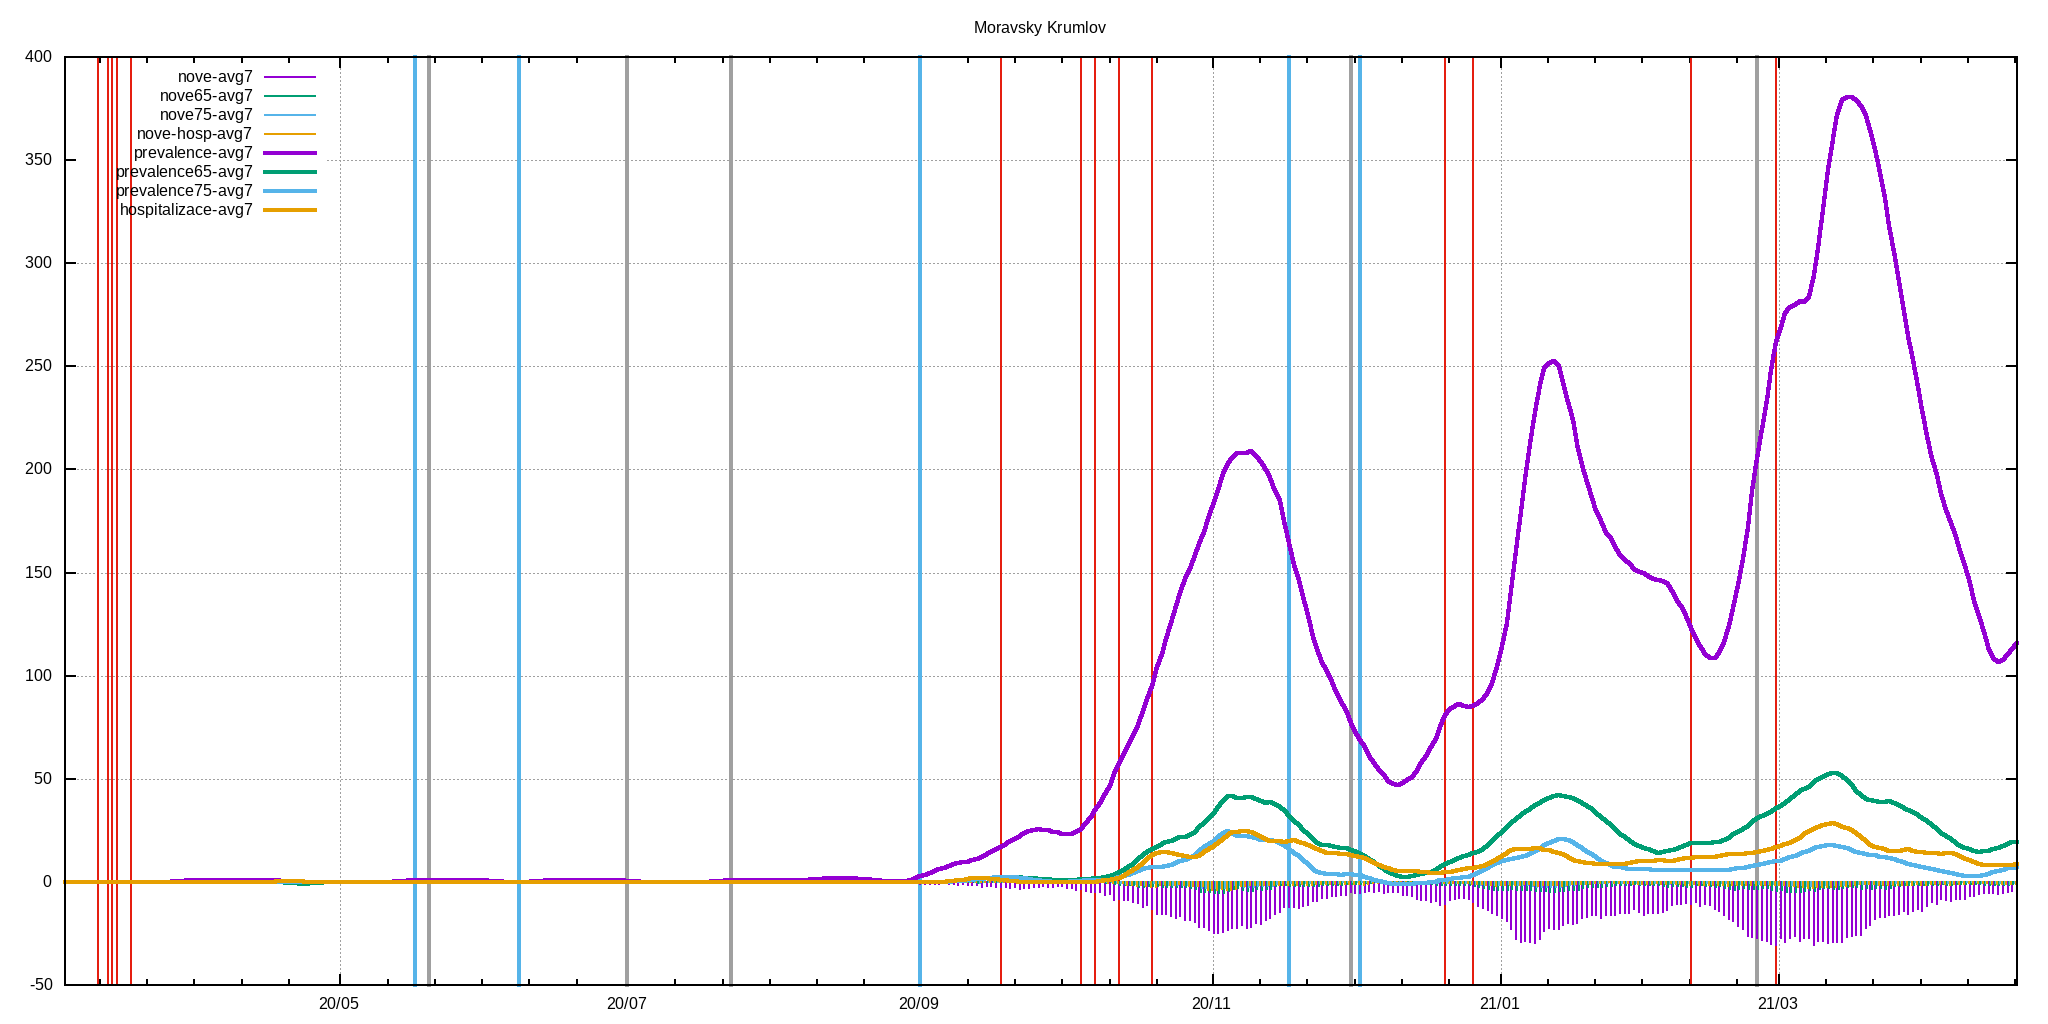 Moravsky Krumlov
400
350
300
250
200
150
100
50
0
-50
nove-avg7
nove65-avg7
nove75-avg7
nove-hosp-avg7
prevalence-avg7
prevalence65-avg7
prevalence75-avg7
hospitalizace-avg7
20/05
20/07
20/09
20/11
21/01
21/03